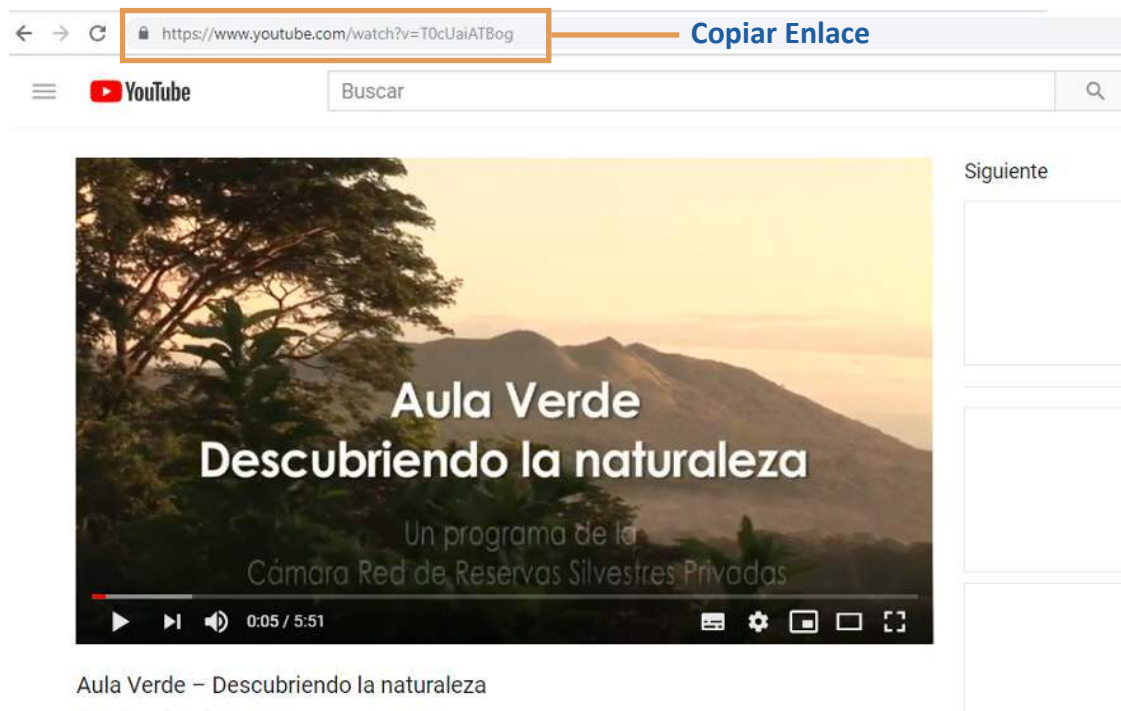 https://www.youtube.com/watch?v=T0cUaiATBog
Copiar Enlace
YouTube
Buscar
Siguiente
Aula Verde
Descubriendo la naturaleza
Un programa de la
Cámara Red de Reservas Silvestres Privadas
0:05 / 5:51
Aula Verde – Descubriendo la naturaleza